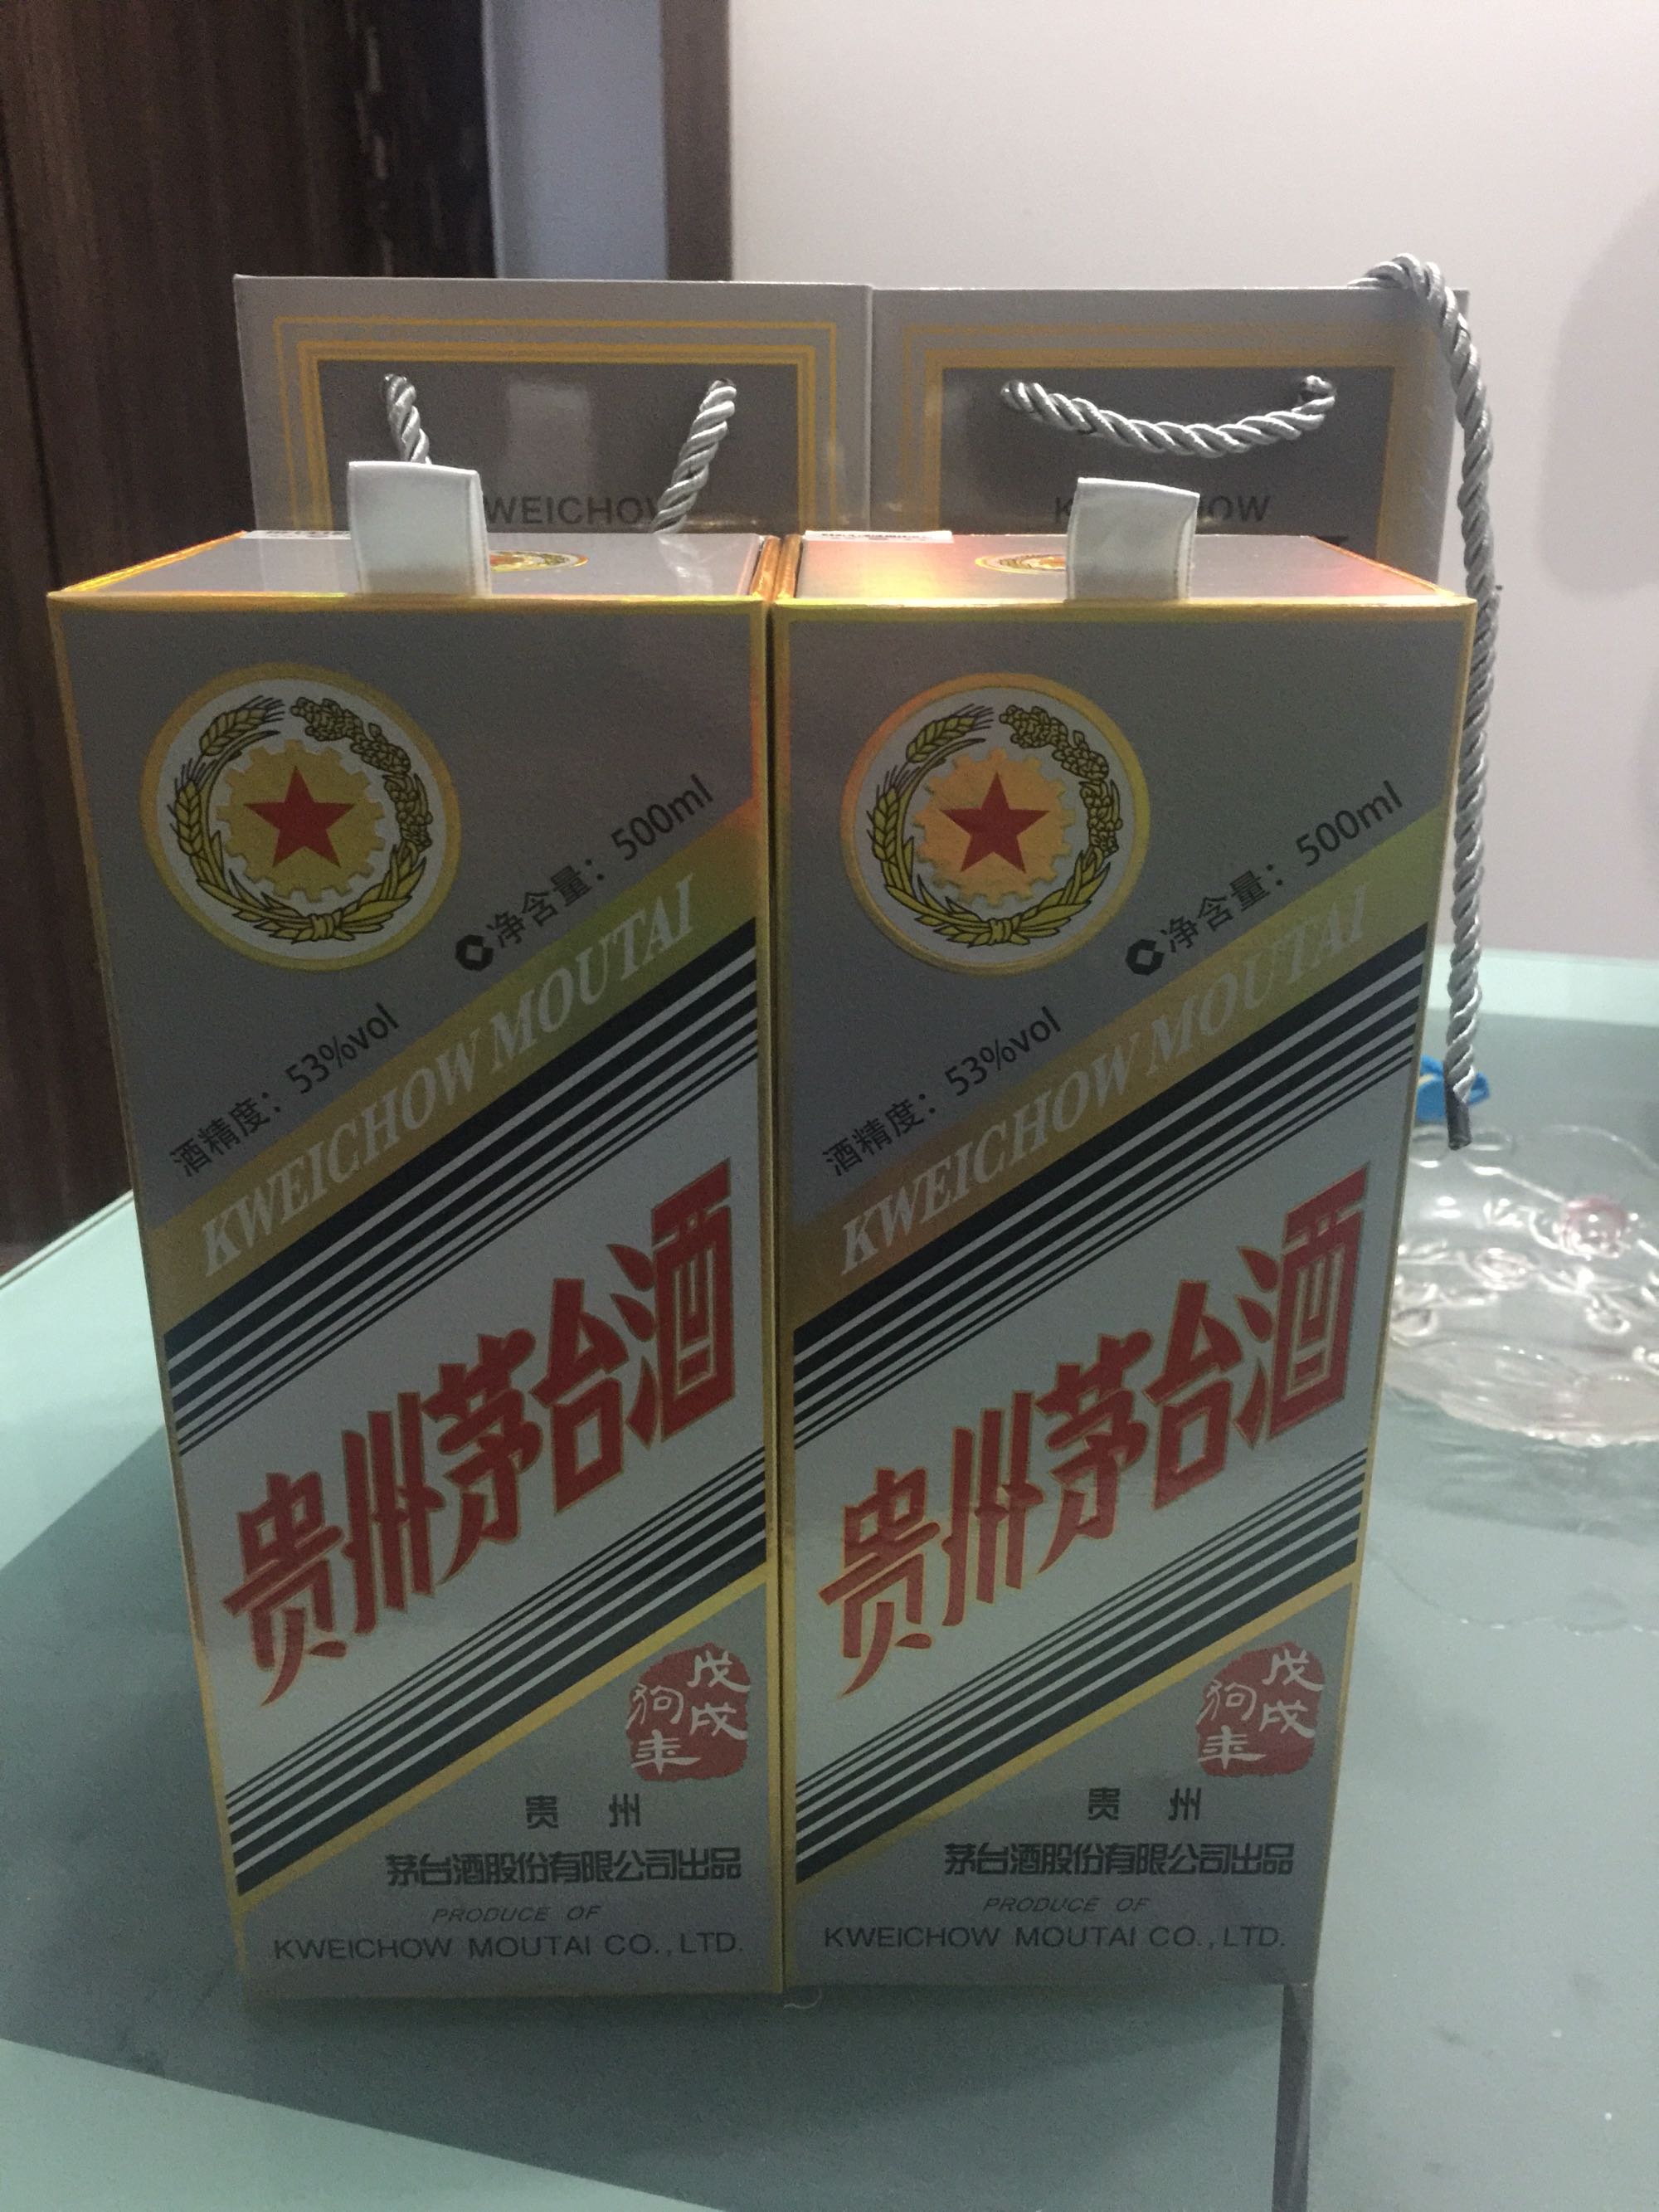 WEICHOW
KWEICHOW
净含量：500ml
酒精度：53%vol
KWEICHOW MOUTAI
贵州茅台酒
戊戌
狗年
贵 州
茅台酒股份有限公司出品
PRODUCE OF
KWEICHOW MOUTAI CO.,LTD.
净含量：500ml
酒精度：53%vol
KWEICHOW MOUTAI
贵州茅台酒
戊戌
狗年
贵 州
茅台酒股份有限公司出品
PRODUCE OF
KWEICHOW MOUTAI CO.,LTD.